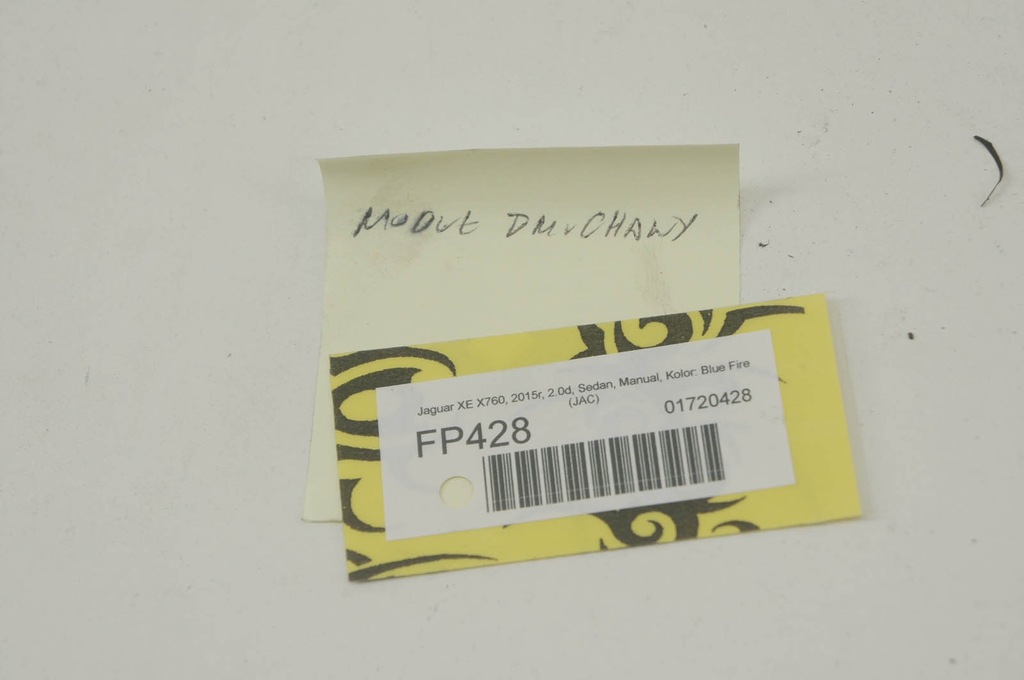 MODUŁ DMUCHAWY
Jaguar XE X760, 2015r, 2.0d, Sedan, Manual, Kolor: Blue Fire
(JAC)
01720428
FP428